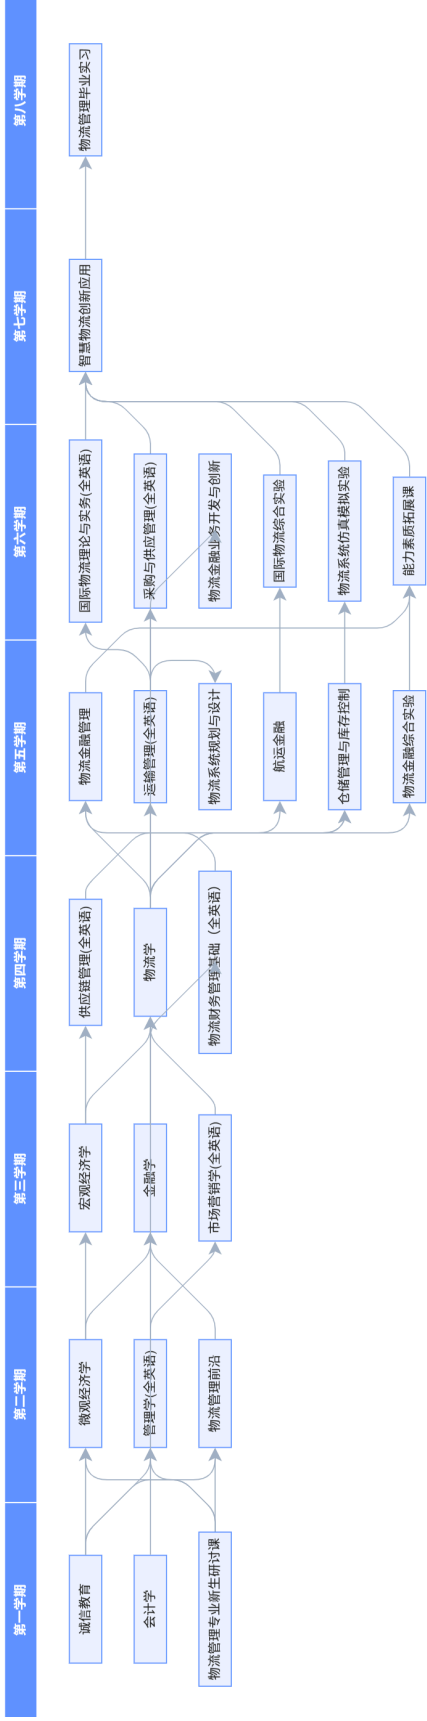 第一学期
诚信教育
会计学
物流管理专业新生研讨课
第二学期
微观经济学
管理学(全英语)
物流管理前沿
第三学期
宏观经济学
金融学
市场营销学(全英语)
第四学期
供应链管理(全英语)
物流学
物流财务管理基础（全英语）
第五学期
物流金融管理
运输管理(全英语)
物流系统规划与设计
航运金融
仓储管理与库存控制
物流金融综合实验
第六学期
国际物流理论与实务(全英语)
采购与供应管理(全英语)
物流金融业务开发与创新
国际物流综合实验
物流系统仿真模拟实验
能力素质拓展课
第七学期
智慧物流创新应用
第八学期
物流管理毕业实习